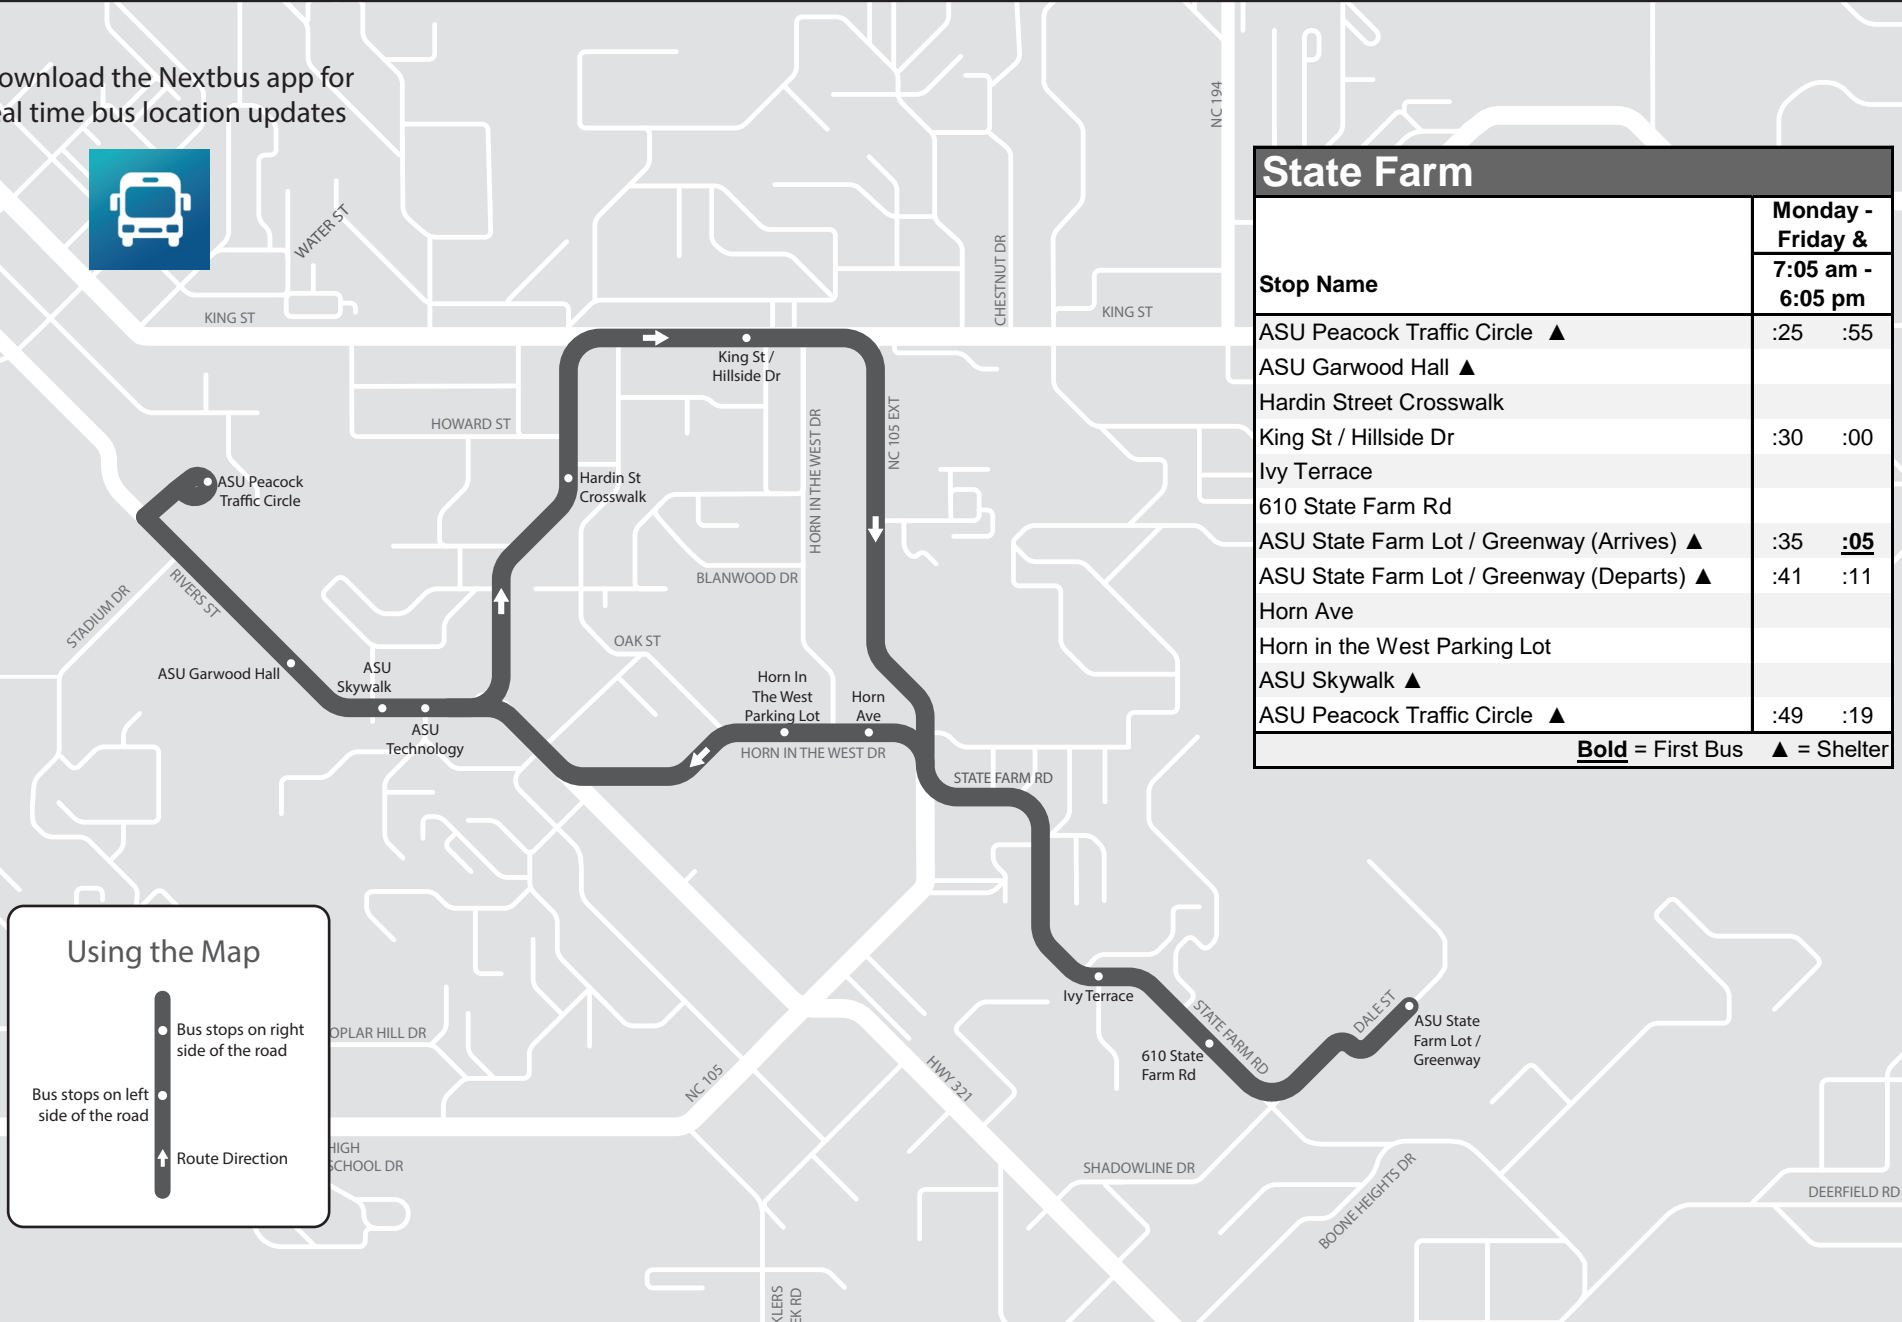 ownload the Nextbus app for
eal time bus location updates
NC 194
WATER ST
CHESTNUT DR
KING ST
KING ST
King St /
Hillside Dr
HOWARD ST
HORN IN THE WEST DR
NC 105 EXT
ASU Peacock
Traffic Circle
Hardin St
Crosswalk
BLANWOOD DR
STADIUM DR
RIVERS ST
OAK ST
ASU Garwood Hall
ASU
Skywalk
ASU
Technology
Horn In
The West
Parking Lot
Horn
Ave
HORN IN THE WEST DR
STATE FARM RD
Ivy Terrace
STATE FARM RD
610 State
Farm Rd
DALE ST
ASU State
Farm Lot /
Greenway
OPLAR HILL DR
NC 105
HWY 321
HIGH
SCHOOL DR
SHADOWLINE DR
BOONE HEIGHTS DR
DEERFIELD RD
KLERS
EK RD
State Farm
Monday -
Friday &
Stop Name
7:05 am -
6:05 pm
ASU Peacock Traffic Circle ▲ :25 :55
ASU Garwood Hall ▲
Hardin Street Crosswalk
King St / Hillside Dr :30 :00
Ivy Terrace
610 State Farm Rd
ASU State Farm Lot / Greenway (Arrives) ▲ :35 :05
ASU State Farm Lot / Greenway (Departs) ▲ :41 :11
Horn Ave
Horn in the West Parking Lot
ASU Skywalk ▲
ASU Peacock Traffic Circle ▲ :49 :19
Bold = First Bus ▲ = Shelter
Using the Map
Bus stops on right
side of the road
Bus stops on left
side of the road
Route Direction